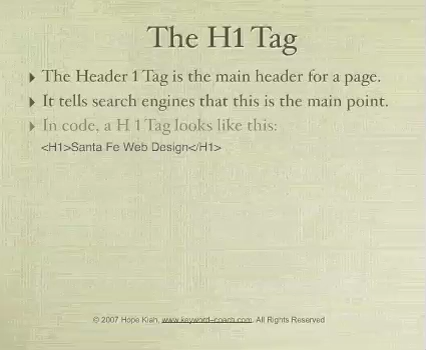 The H1 Tag
The Header 1 Tag is the main header for a page.
It tells search engines that this is the main point.
In code, a H 1 Tag looks like this:
<H1>Santa Fe Web Design</H1>
© 2007 Hope Kiah, www.keyword-coach.com. All Rights Reserved